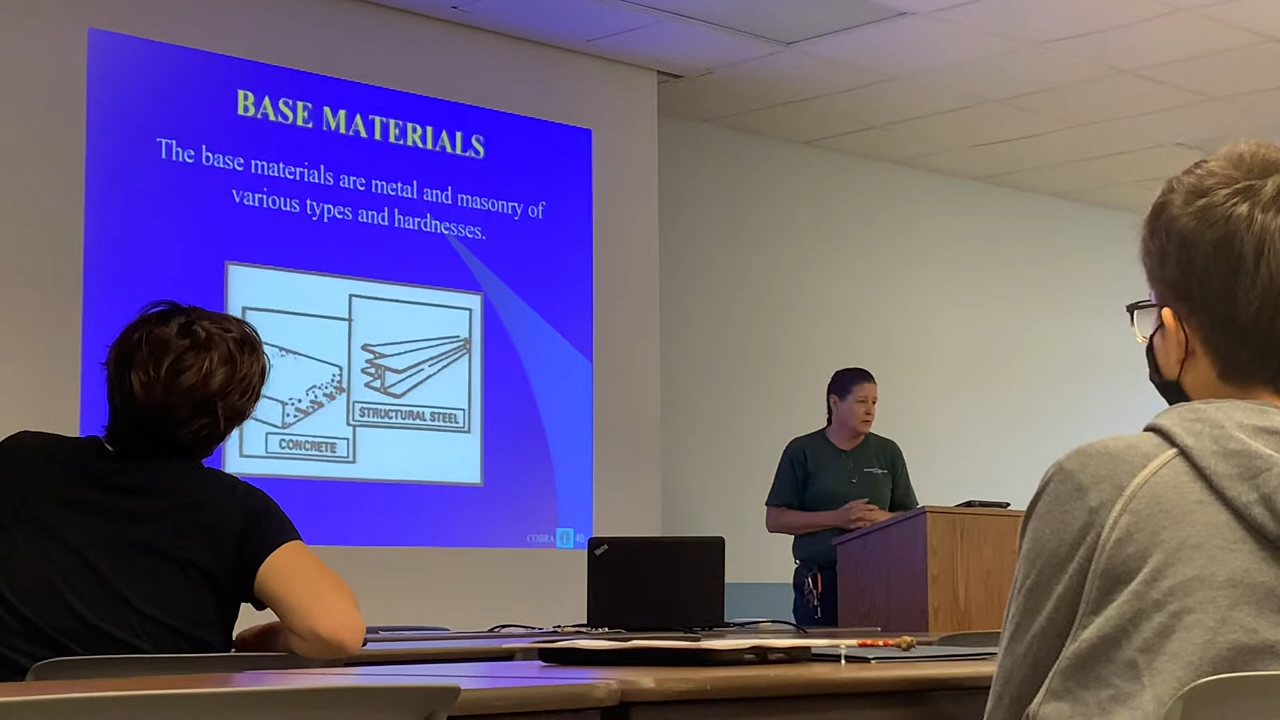 BASE MATERIALS
The base materials are metal and masonry of
various types and hardnesses.
STRUCTURAL STEEL
CONCRETE
COBRA 40